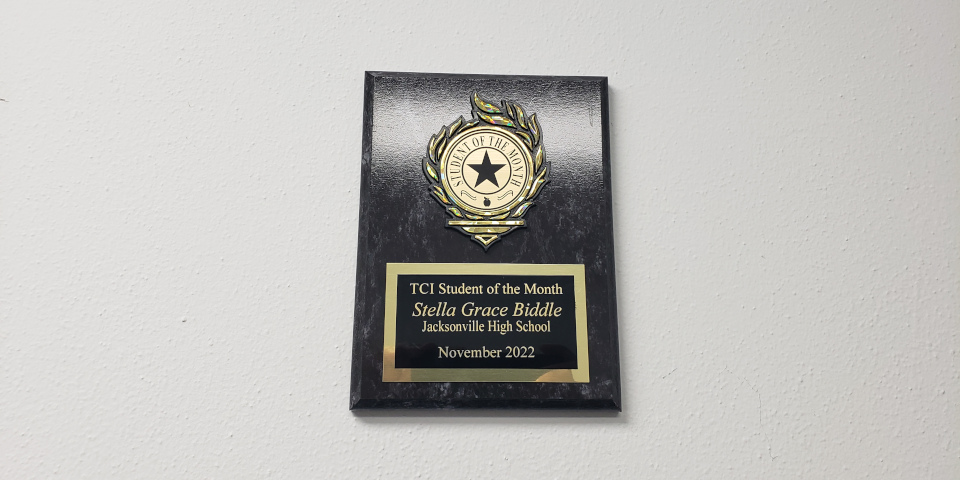 STUDENT OF THE MONTH
TCI Student of the Month
Stella Grace Biddle
Jacksonville High School
November 2022